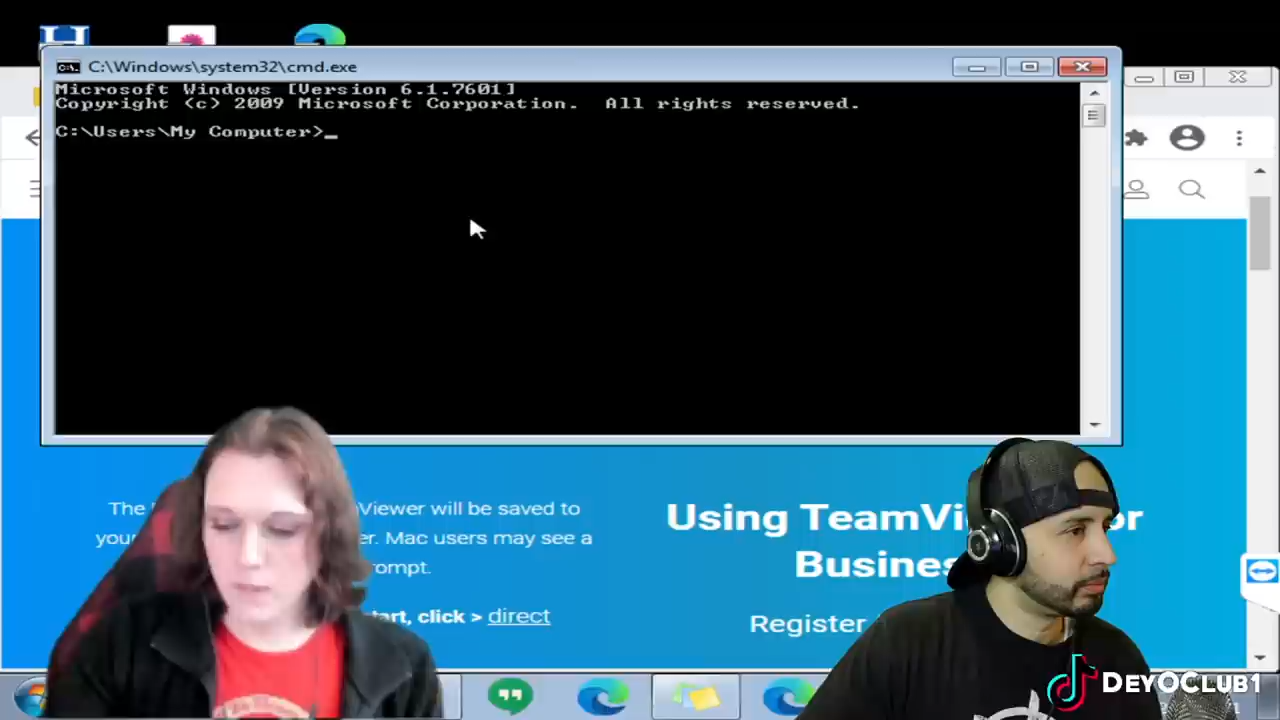 C:\Windows\system32\cmd.exe
Microsoft Windows [Version 6.1.7601]
Copyright (c) 2009 Microsoft Corporation.  All rights reserved.
C:\Users\My Computer>_
The
Viewer will be saved to
your
er. Mac users may see a
prompt.
start, click > direct
Using TeamVi or
Busines
Register
DEYOCLUB1